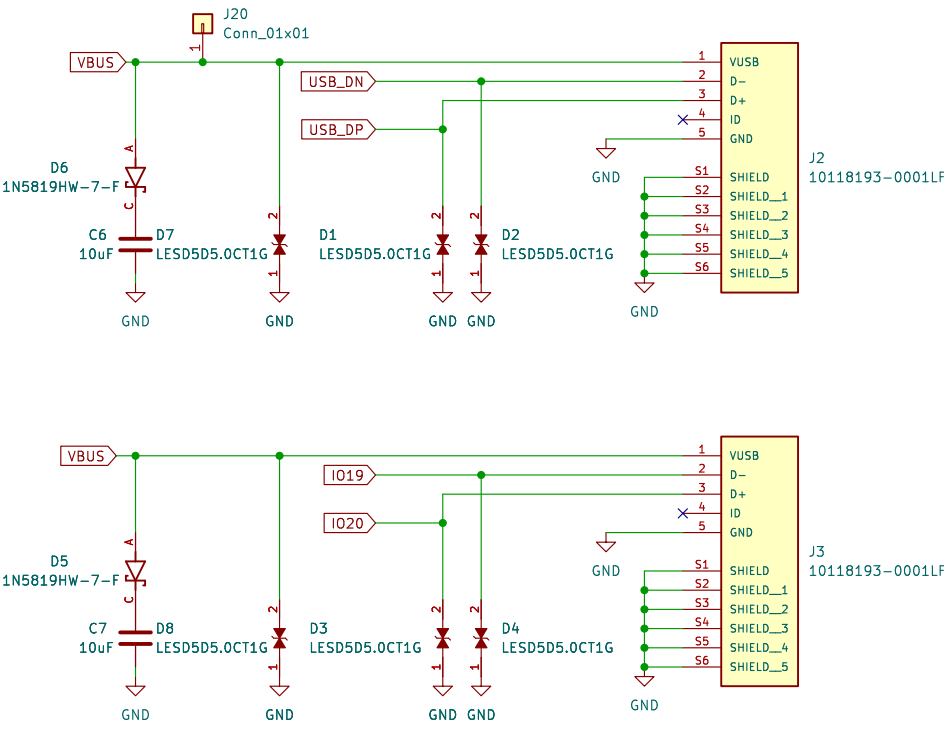 J20
Conn_01x01
1
VBUS
1
VUSB
USB_DN
2
D-
3
D+
USB_DP
4
ID
5
GND
GND
J2
10118193-0001LF
A
D6
1N5819HW-7-F
C
S1
SHIELD
S2
SHIELD__1
S3
SHIELD__2
S4
SHIELD__3
S5
SHIELD__4
S6
SHIELD__5
GND
C6
10uF
D7
LESD5D5.0CT1G
2
1
D1
LESD5D5.0CT1G
2
1
2
1
D2
LESD5D5.0CT1G
GND
GND
GND
GND
VBUS
1
VUSB
IO19
2
D-
3
D+
IO20
4
ID
5
GND
GND
J3
10118193-0001LF
A
D5
1N5819HW-7-F
C
S1
SHIELD
S2
SHIELD__1
S3
SHIELD__2
S4
SHIELD__3
S5
SHIELD__4
S6
SHIELD__5
GND
C7
10uF
D8
LESD5D5.0CT1G
2
1
D3
LESD5D5.0CT1G
2
1
2
1
D4
LESD5D5.0CT1G
GND
GND
GND
GND